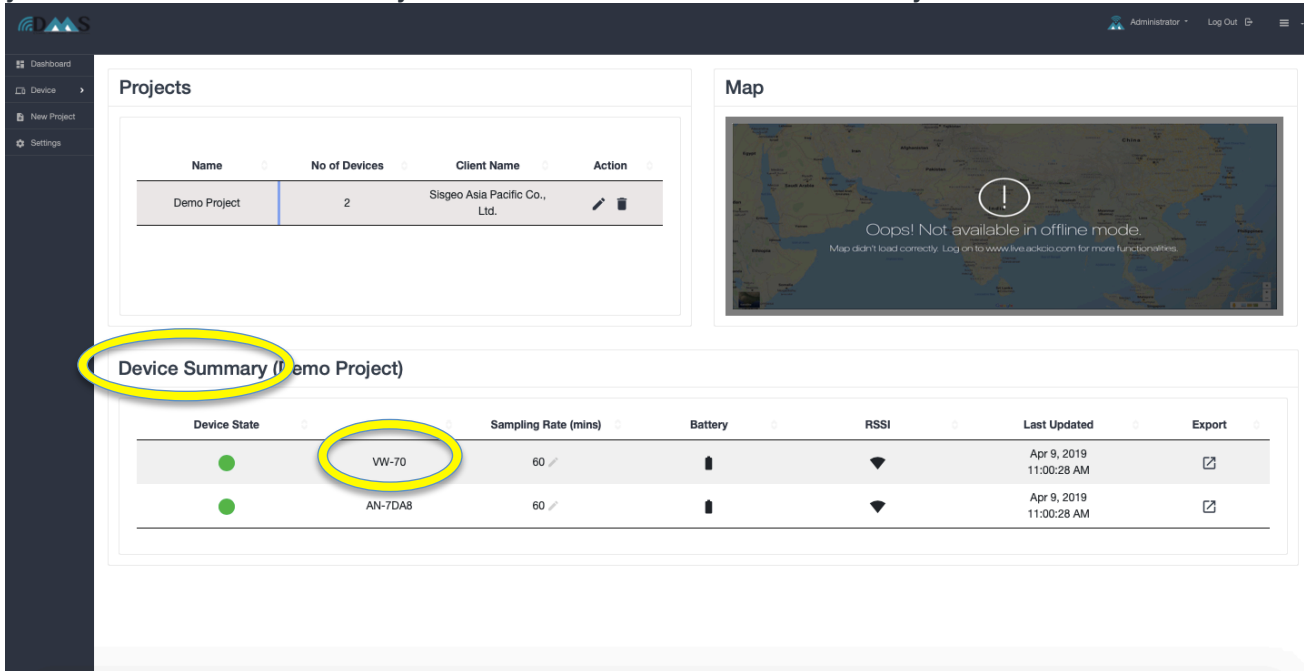 DMMS
Administrator
Log Out
Dashboard
Device
New Project
Settings
Projects
Name No of Devices Client Name Action
Demo Project 2 Sisgeo Asia Pacific Co.,
Ltd.
Map
Oops! Not available in offline mode.
Map didn't load correctly. Log on to www.live.ackcio.com for more functionalities.
Device Summary (Demo Project)
Device State Sampling Rate (mins) Battery RSSI Last Updated Export
VW-70 60 Apr 9, 2019
11:00:28 AM
AN-7DA8 60 Apr 9, 2019
11:00:28 AM